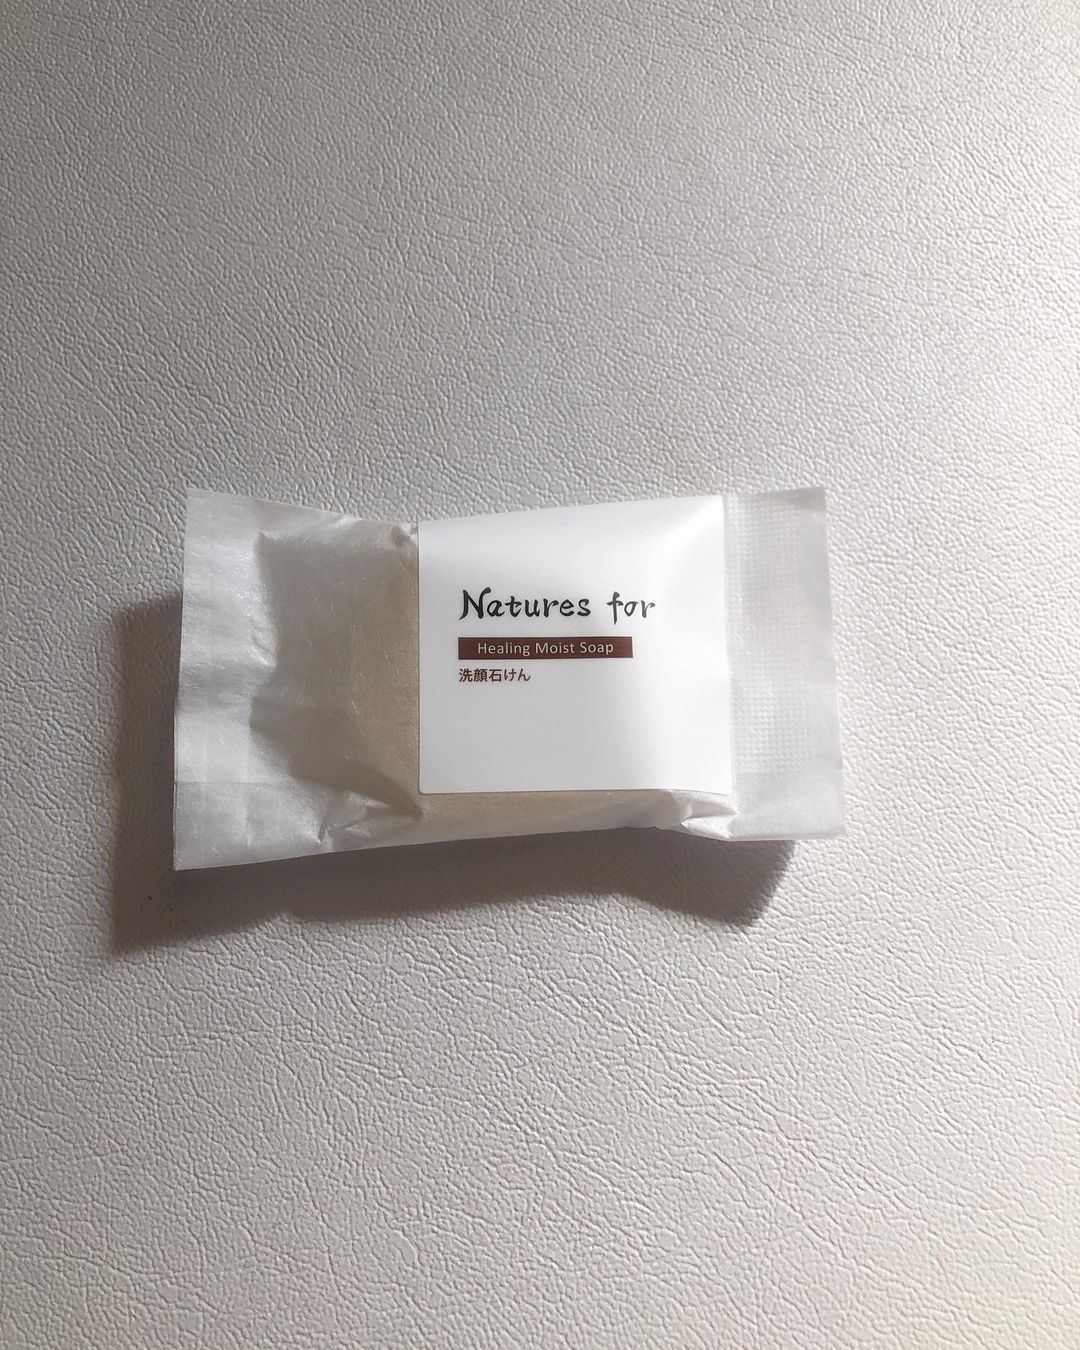 Natures for
Healing Moist Soap
洗顔石けん